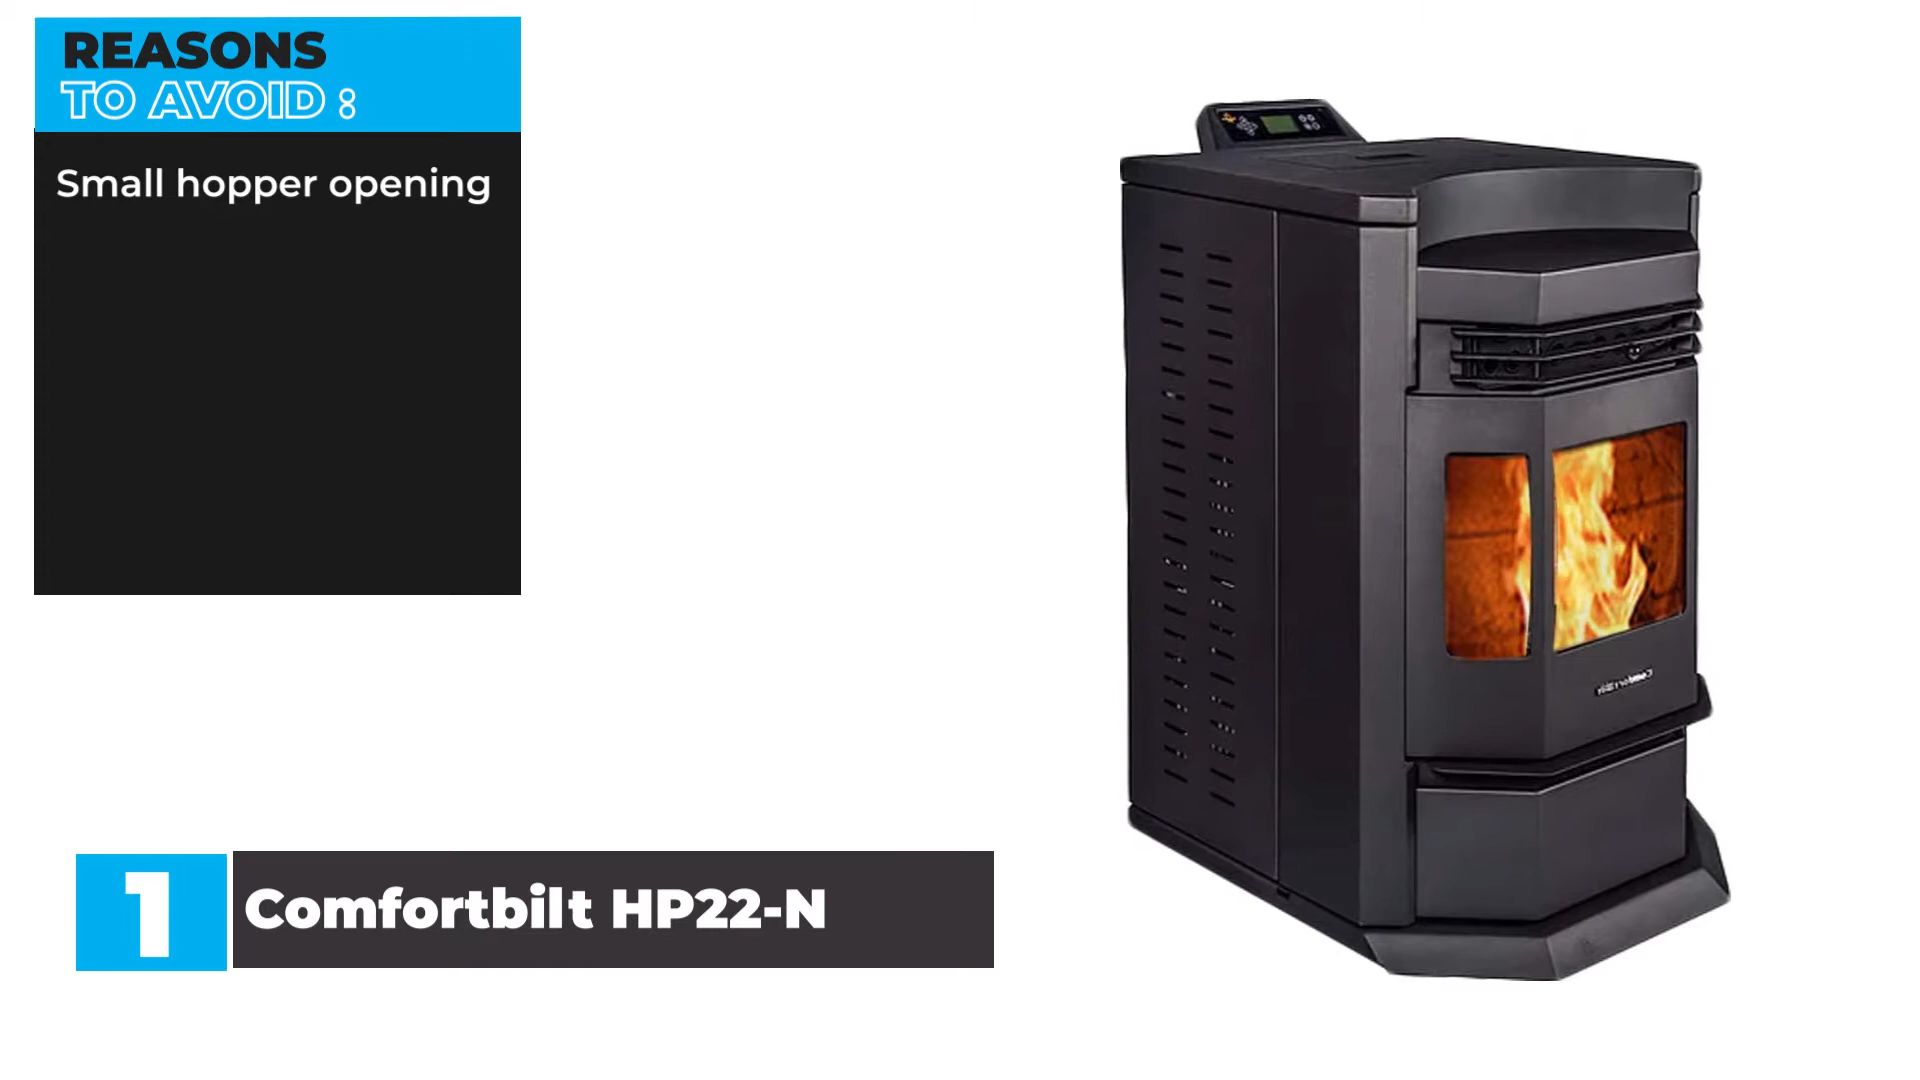 REASONS
TO AVOID :
Small hopper opening
1
Comfortbilt HP22-N